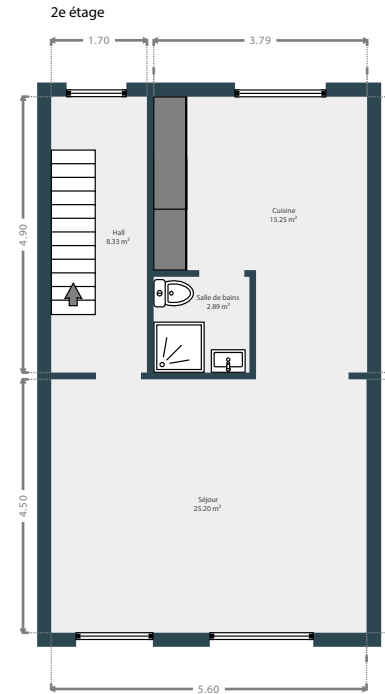 2e étage
1.70
3.79
4.90
Hall
8.33 m²
Cuisine
15.25 m²
Salle de bains
2.89 m²
4.50
Séjour
25.20 m²
5.60